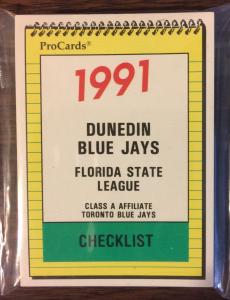 ProCards®
1991
DUNEDIN
BLUE JAYS
FLORIDA STATE
LEAGUE
CLASS A AFFILIATE
TORONTO BLUE JAYS
CHECKLIST